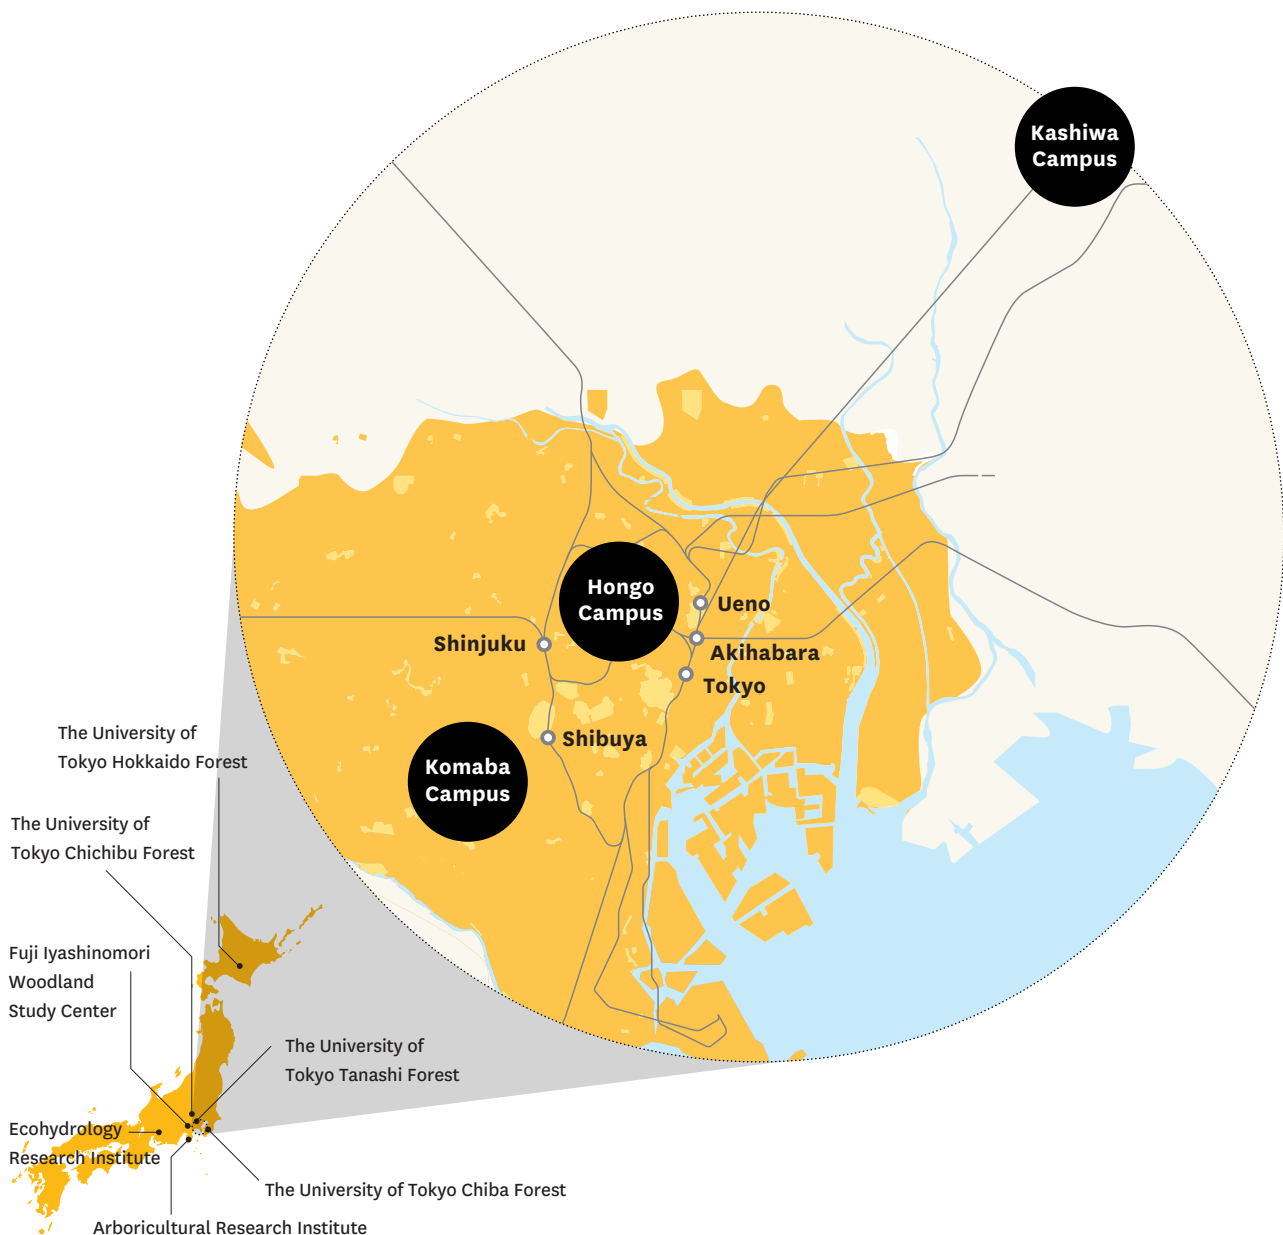 Kashiwa
Campus
Hongo
Campus
Ueno
Shinjuku
Akihabara
Tokyo
Shibuya
Komaba
Campus
The University of
Tokyo Hokkaido Forest
The University of
Tokyo Chichibu Forest
Fuji Iyashinomori
Woodland
Study Center
The University of
Tokyo Tanashi Forest
Ecohydrology
Research Institute
The University of Tokyo Chiba Forest
Arboricultural Research Institute